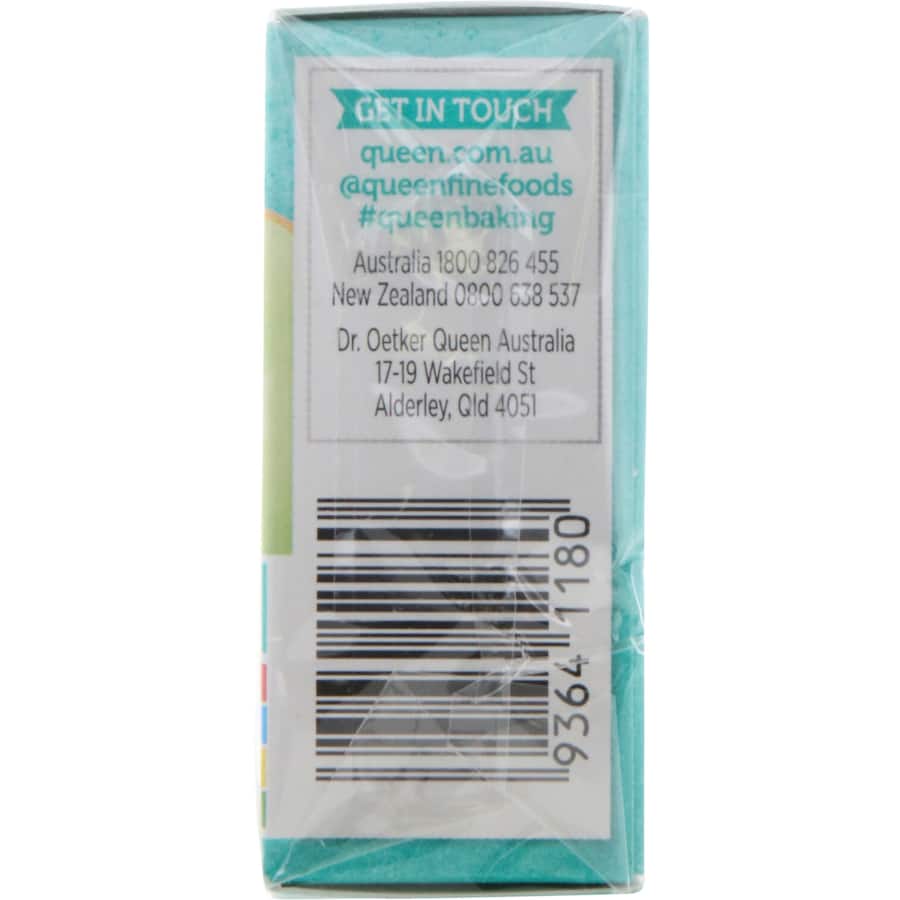 GET IN TOUCH
queen.com.au
@queenfinefoods
#queenbaking
Australia 1800 826 455
New Zealand 0800 638 537
Dr. Oetker Queen Australia
17-19 Wakefield St
Alderley, Qld 4051
9364 1180